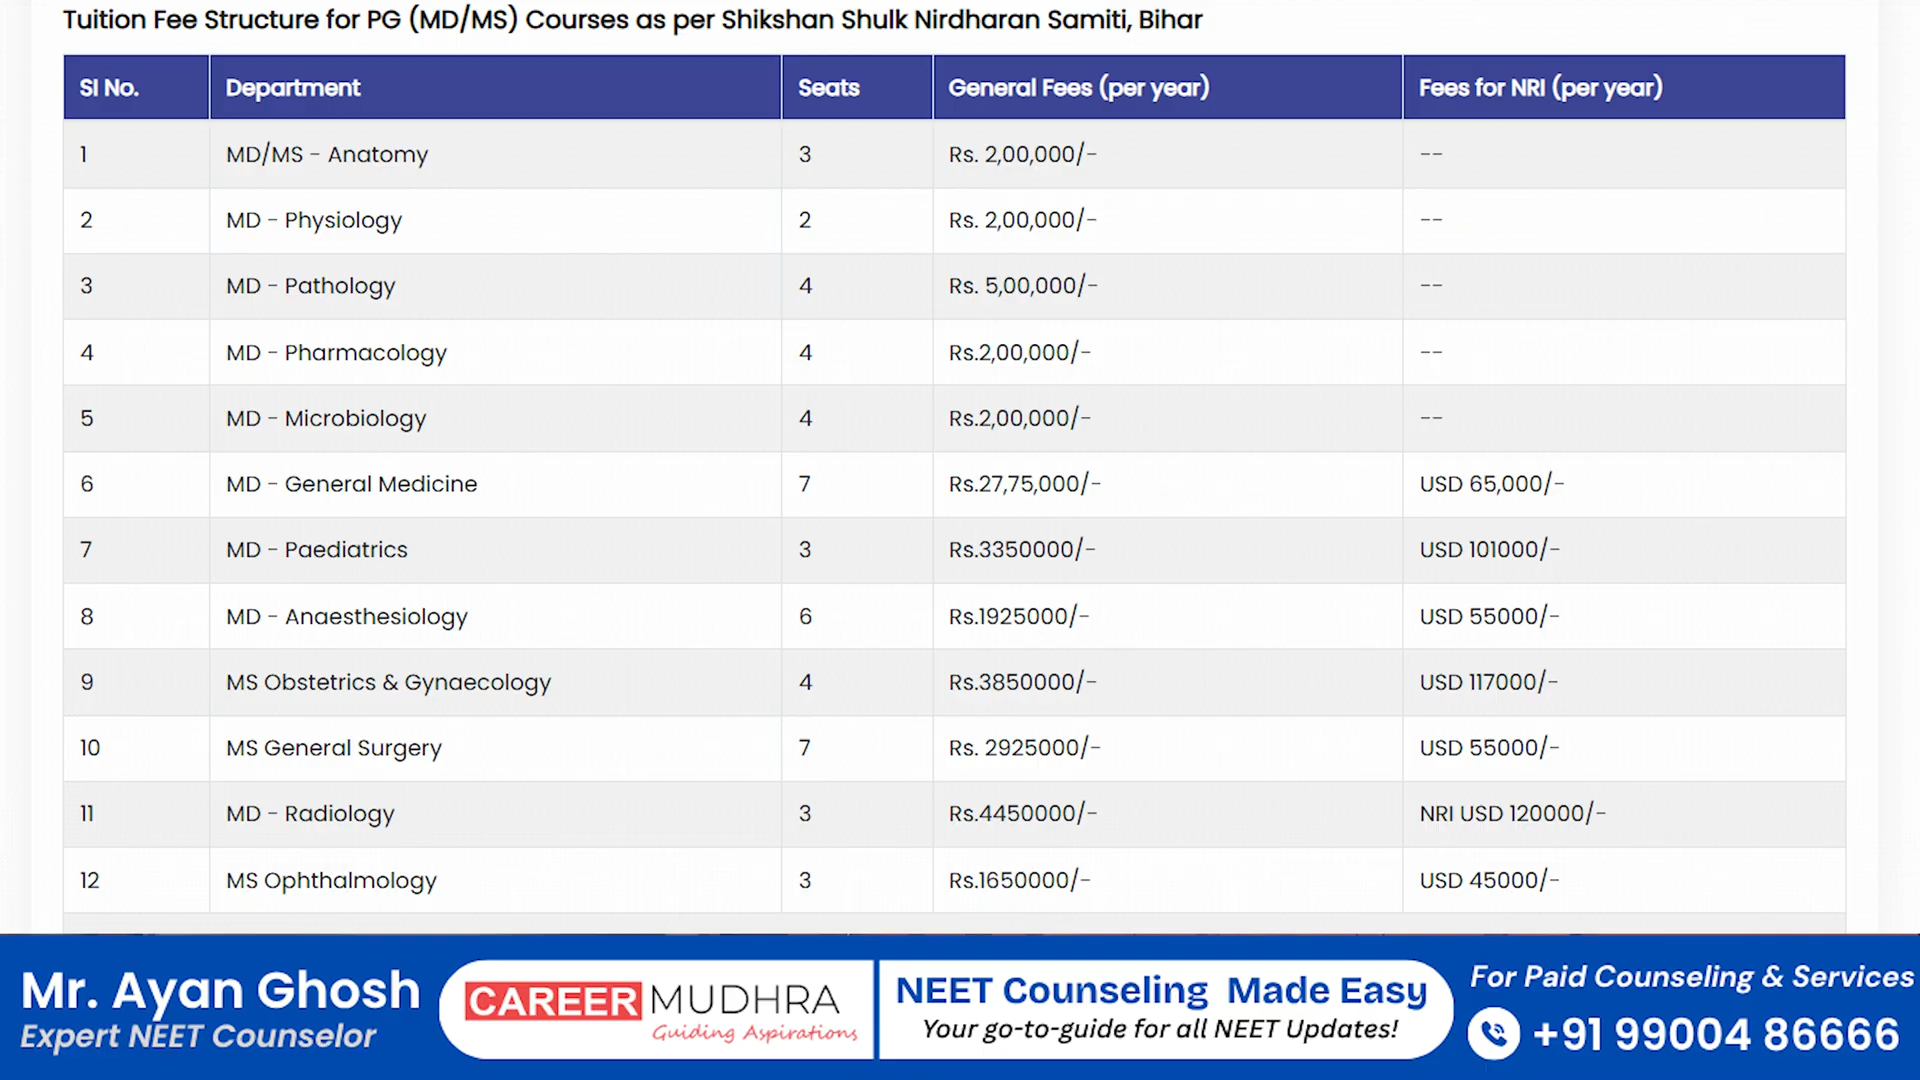 Tuition Fee Structure for PG (MD/MS) Courses as per Shikshan Shulk Nirdharan Samiti, Bihar
Sl No. Department Seats General Fees (per year) Fees for NRI (per year)
1 MD/MS - Anatomy 3 Rs. 2,00,000/- --
2 MD - Physiology 2 Rs. 2,00,000/- --
3 MD - Pathology 4 Rs. 5,00,000/- --
4 MD - Pharmacology 4 Rs.2,00,000/- --
5 MD - Microbiology 4 Rs.2,00,000/- --
6 MD - General Medicine 7 Rs.27,75,000/- USD 65,000/-
7 MD - Paediatrics 3 Rs.3350000/- USD 101000/-
8 MD - Anaesthesiology 6 Rs.1925000/- USD 55000/-
9 MS Obstetrics & Gynaecology 4 Rs.3850000/- USD 117000/-
10 MS General Surgery 7 Rs. 2925000/- USD 55000/-
11 MD - Radiology 3 Rs.4450000/- NRI USD 120000/-
12 MS Ophthalmology 3 Rs.1650000/- USD 45000/-
Mr. Ayan Ghosh
Expert NEET Counselor
CAREER MUDHRA
Guiding Aspirations
NEET Counseling Made Easy
Your go-to-guide for all NEET Updates!
For Paid Counseling & Services
+91 99004 86666